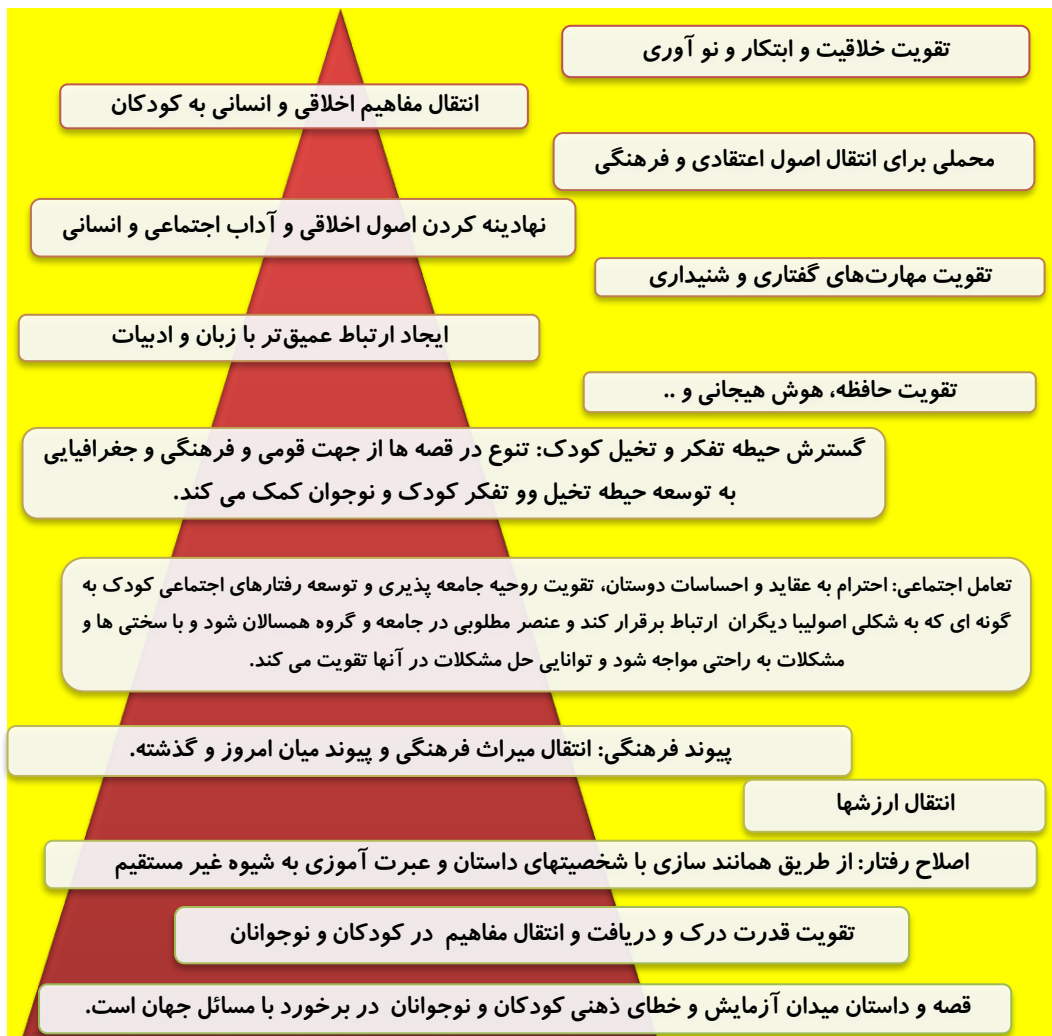 تقویت خلاقیت و ابتکار و نو آوری
انتقال مفاهیم اخلاقی و انسانی به کودکان
محملی برای انتقال اصول اعتقادی و فرهنگی
نهادینه کردن اصول اخلاقی و آداب اجتماعی و انسانی
تقویت مهارت‌های گفتاری و شنیداری
ایجاد ارتباط عمیق‌تر با زبان و ادبیات
تقویت حافظه، هوش هیجانی و ..
گسترش حیطه تفکر و تخیل کودک: تنوع در قصه ها از جهت قومی و فرهنگی و جغرافیایی
به توسعه حیطه تخیل وو تفکر کودک و نوجوان کمک می کند.
تعامل اجتماعی: احترام به عقاید و احساسات دوستان، تقویت روحیه جامعه پذیری و توسعه رفتارهای اجتماعی کودک به
گونه ای که به شکلی اصولیبا دیگران ارتباط برقرار کند و عنصر مطلوبی در جامعه و گروه همسالان شود و با سختی ها و
مشکلات به راحتی مواجه شود و توانایی حل مشکلات در آنها تقویت می کند.
پیوند فرهنگی: انتقال میراث فرهنگی و پیوند میان امروز و گذشته.
انتقال ارزشها
اصلاح رفتار: از طریق همانند سازی با شخصیتهای داستان و عبرت آموزی به شیوه غیر مستقیم
تقویت قدرت درک و دریافت و انتقال مفاهیم در کودکان و نوجوانان
قصه و داستان میدان آزمایش و خطای ذهنی کودکان و نوجوانان در برخورد با مسائل جهان است.